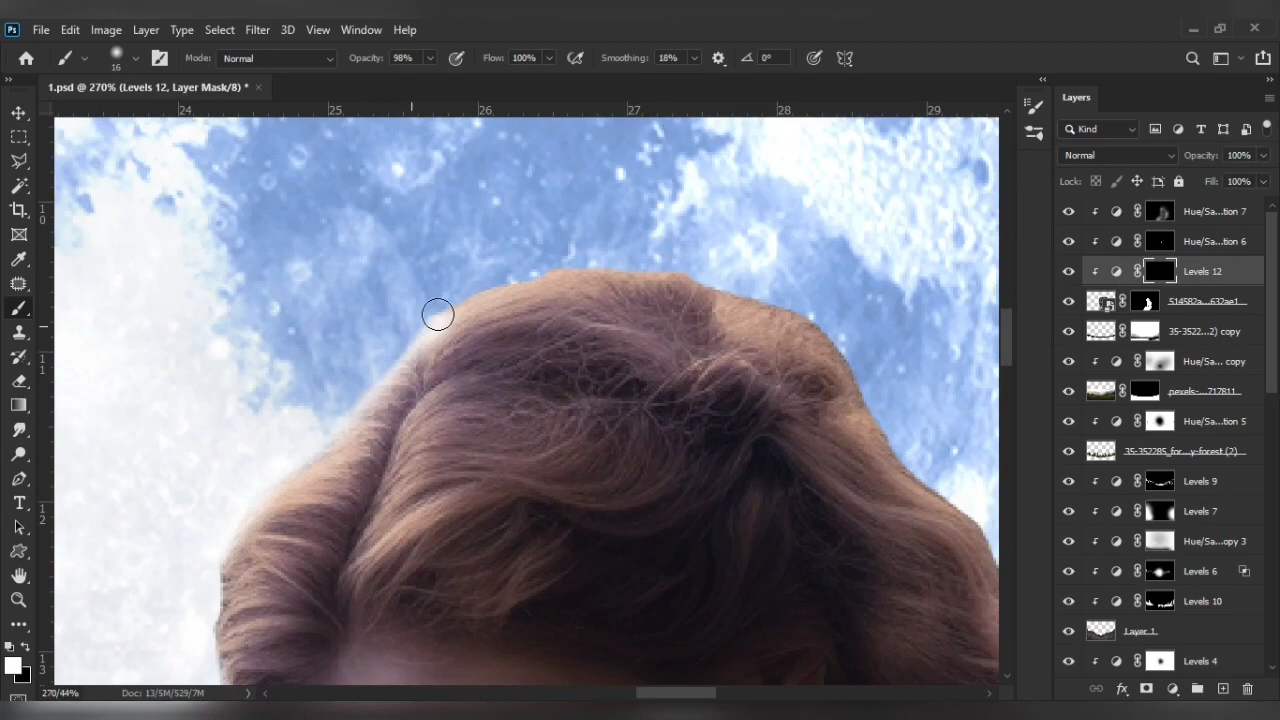 Ps File Edit Image Layer Type Select Filter 3D View Window Help
16 Mode: Normal Opacity: 98% Flow: 100% Smoothing: 18% 0°
1.psd @ 270% (Levels 12, Layer Mask/8) * ×
24 25 26 27 28 29
10
11
12
13
Layers
Kind
Normal Opacity: 100%
Lock: Fill: 100%
Hue/Sa...tion 7
Hue/Sa...tion 6
Levels 12
514582a...632ae1...
35-3522...2) copy
Hue/Sa... copy
pexels-...717811...
Hue/Sa...tion 5
35-352285_for...y-forest (2)
Levels 9
Levels 7
Hue/Sa...opy 3
Levels 6
Levels 10
Layer 1
Levels 4
270/44% Doc: 13/5M/529/7M